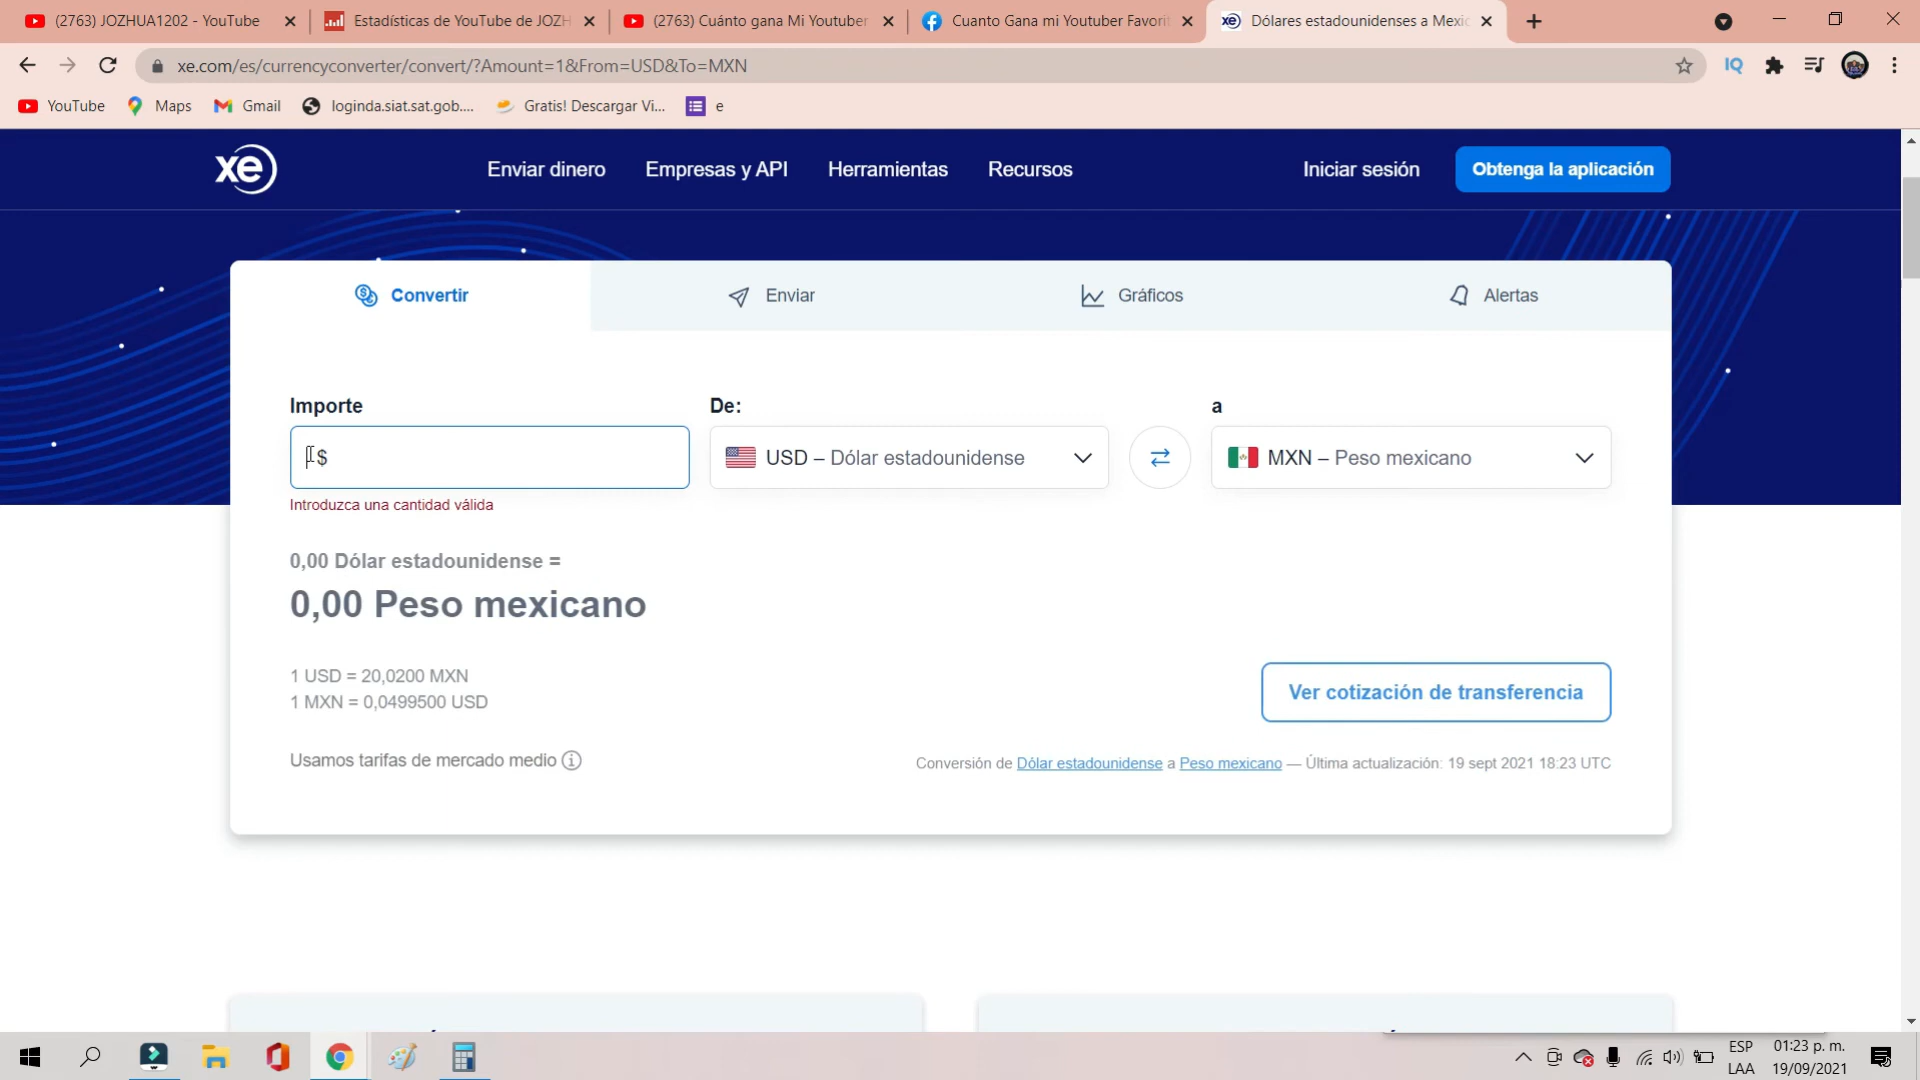 (2763) JOZHUA1202 - YouTube
Estadísticas de YouTube de JOZH
(2763) Cuánto gana Mi Youtuber
Cuanto Gana mi Youtuber Favorit
xe Dólares estadounidenses a Mexic
xe.com/es/currencyconverter/convert/?Amount=1&From=USD&To=MXN
IQ
YouTube
Maps
Gmail
loginda.siat.sat.gob....
Gratis! Descargar Vi...
e
xe
Enviar dinero
Empresas y API
Herramientas
Recursos
Iniciar sesión
Obtenga la aplicación
Convertir
Enviar
Gráficos
Alertas
Importe
De:
a
$
USD – Dólar estadounidense
MXN – Peso mexicano
Introduzca una cantidad válida
0,00 Dólar estadounidense =
0,00 Peso mexicano
1 USD = 20,0200 MXN
1 MXN = 0,0499500 USD
Ver cotización de transferencia
Usamos tarifas de mercado medio
Conversión de Dólar estadounidense a Peso mexicano — Última actualización: 19 sept 2021 18:23 UTC
ESP
LAA
01:23 p. m.
19/09/2021